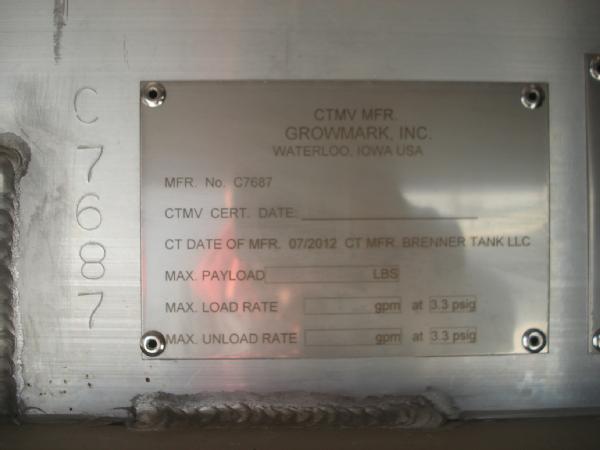 C7687
CTMV MFR.
GROWMARK, INC.
WATERLOO, IOWA USA
MFR. No. C7687
CTMV CERT. DATE:
CT DATE OF MFR. 07/2012 CT MFR. BRENNER TANK LLC
MAX. PAYLOAD LBS
MAX. LOAD RATE gpm at 3.3 psig
MAX. UNLOAD RATE gpm at 3.3 psig